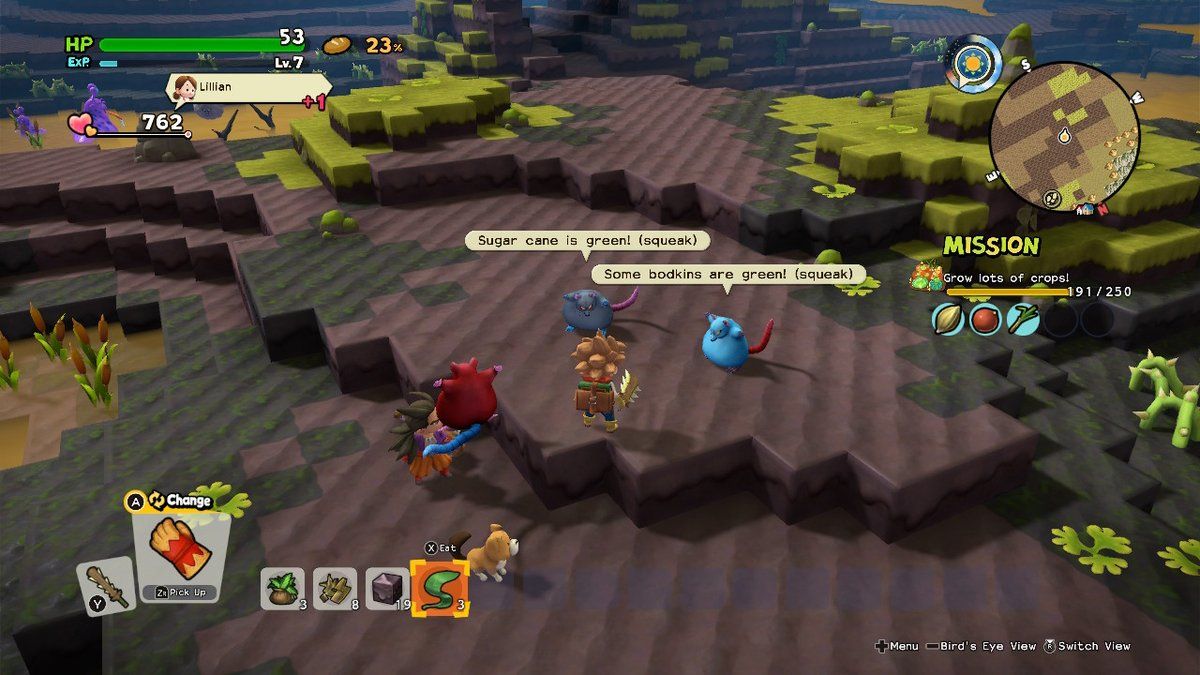 HP 53
23%
EXP. Lv.7
Lillian
+1
762
S
W
E
N
Sugar cane is green! (squeak)
Some bodkins are green! (squeak)
MISSION
Grow lots of crops!
191/250
A Change
ZR Pick Up
Y
X Eat
3
8
19
3
Menu Bird's Eye View R Switch View